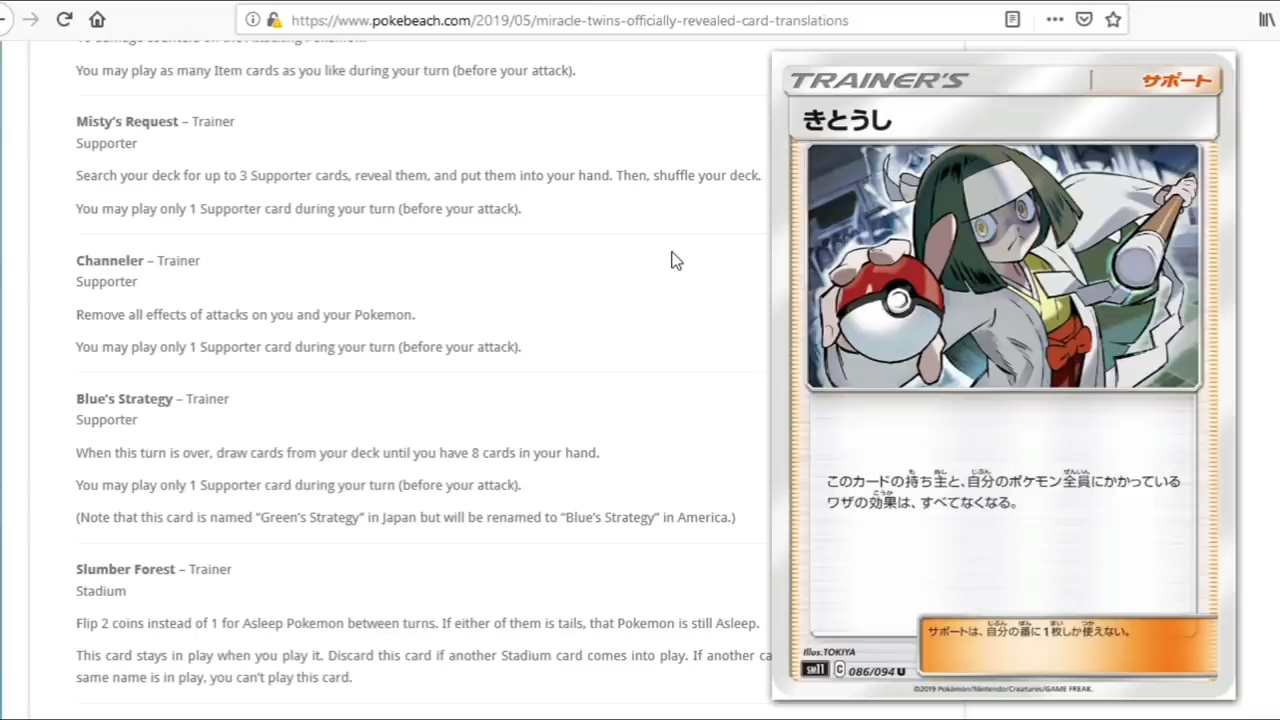 https://www.pokebeach.com/2019/05/miracle-twins-officially-revealed-card-translations
You may play as many Item cards as you like during your turn (before your attack).
Misty's Request – Trainer
Supporter
Search your deck for up to 3 Supporter cards, reveal them, and put them into your hand. Then, shuffle your deck.
You may play only 1 Supporter card during your turn (before your attack).
Channeler – Trainer
Supporter
Remove all effects of attacks on you and your Pokemon.
You may play only 1 Supporter card during your turn (before your attack).
Blue's Strategy – Trainer
Supporter
When this turn is over, draw cards from your deck until you have 8 cards in your hand.
You may play only 1 Supporter card during your turn (before your attack).
(Note that this card is named “Green's Strategy” in Japan but will be renamed to “Blue's Strategy” in America.)
Slumber Forest – Trainer
Stadium
Flip 2 coins instead of 1 for Asleep Pokemon between turns. If either of them is tails, that Pokemon is still Asleep.
This card stays in play when you play it. Discard this card if another Stadium card comes into play. If another ca
same name is in play, you can't play this card.
TRAINER'S
サポート
きとうし
このカードの持ち主と、自分のポケモン全員にかかっている
ワザの効果は、すべてなくなる。
サポートは、自分の番に1枚しか使えない。
Illus.TOKIYA
SM11 C 086/094 U
©2019 Pokémon/Nintendo/Creatures/GAME FREAK.